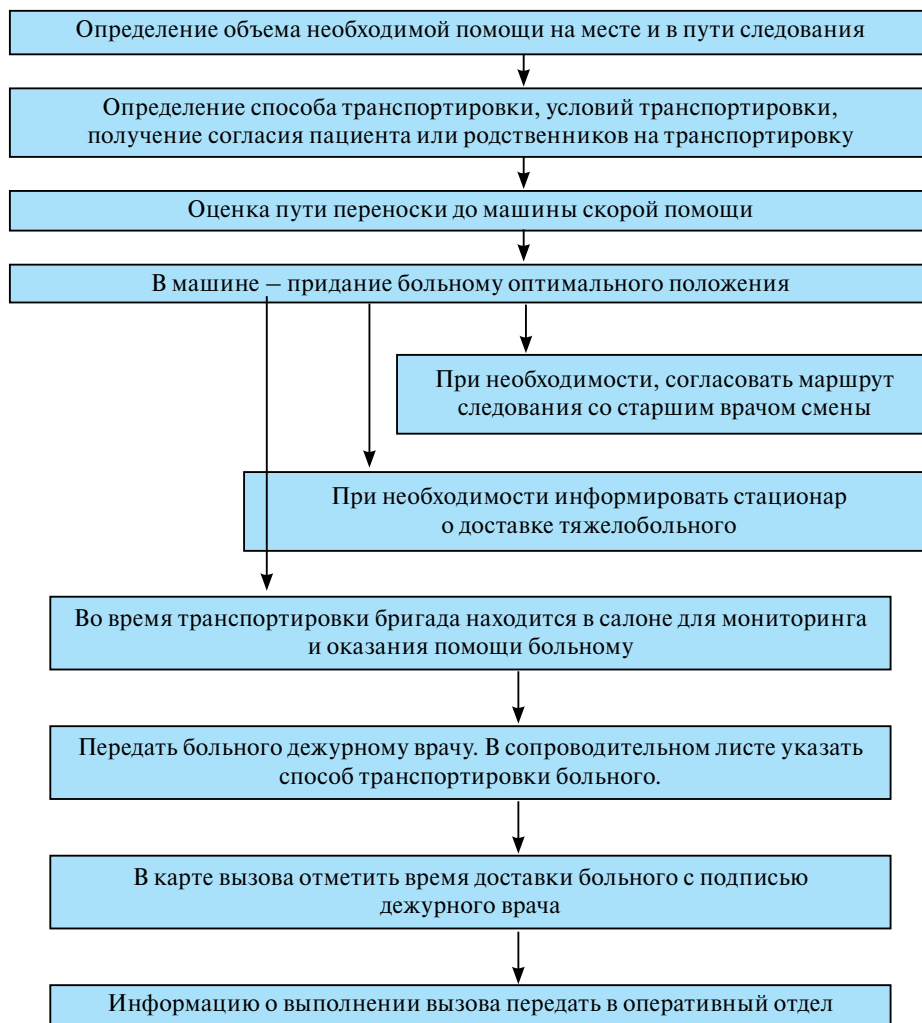 Определение объема необходимой помощи на месте и в пути следования
Определение способа транспортировки, условий транспортировки,
получение согласия пациента или родственников на транспортировку
Оценка пути переноски до машины скорой помощи
В машине – придание больному оптимального положения
При необходимости, согласовать маршрут
следования со старшим врачом смены
При необходимости информировать стационар
о доставке тяжелобольного
Во время транспортировки бригада находится в салоне для мониторинга
и оказания помощи больному
Передать больного дежурному врачу. В сопроводительном листе указать
способ транспортировки больного.
В карте вызова отметить время доставки больного с подписью
дежурного врача
Информацию о выполнении вызова передать в оперативный отдел